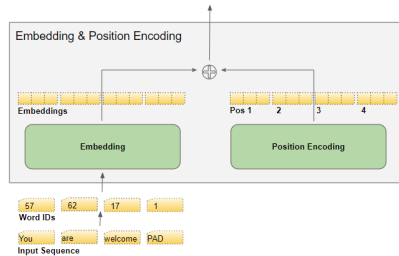 Embedding & Position Encoding
Embeddings
Pos 1 2 3 4
Embedding
Position Encoding
57 62 17 1
Word IDs
You are welcome PAD
Input Sequence